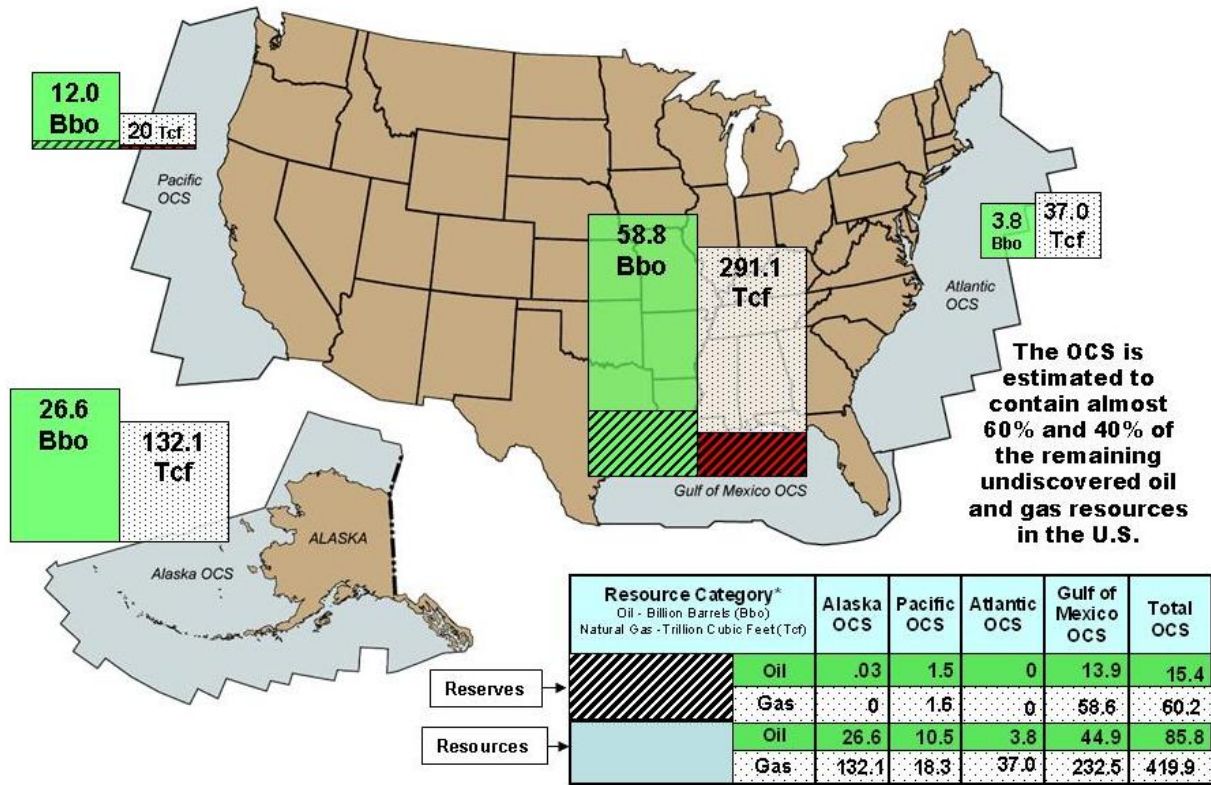 12.0
Bbo
20 Tcf
Pacific
OCS
58.8
Bbo
291.1
Tcf
3.8
Bbo
37.0
Tcf
Atlantic
OCS
The OCS is
estimated to
contain almost
60% and 40% of
the remaining
undiscovered oil
and gas resources
in the U.S.
Gulf of Mexico OCS
26.6
Bbo
132.1
Tcf
ALASKA
Alaska OCS
Resource Category*
Oil - Billion Barrels (Bbo)
Natural Gas - Trillion Cubic Feet (Tcf)
Alaska
OCS
Pacific
OCS
Atlantic
OCS
Gulf of
Mexico
OCS
Total
OCS
Reserves
Oil .03 1.5 0 13.9 15.4
Gas 0 1.6 0 58.6 60.2
Resources
Oil 26.6 10.5 3.8 44.9 85.8
Gas 132.1 18.3 37.0 232.5 419.9